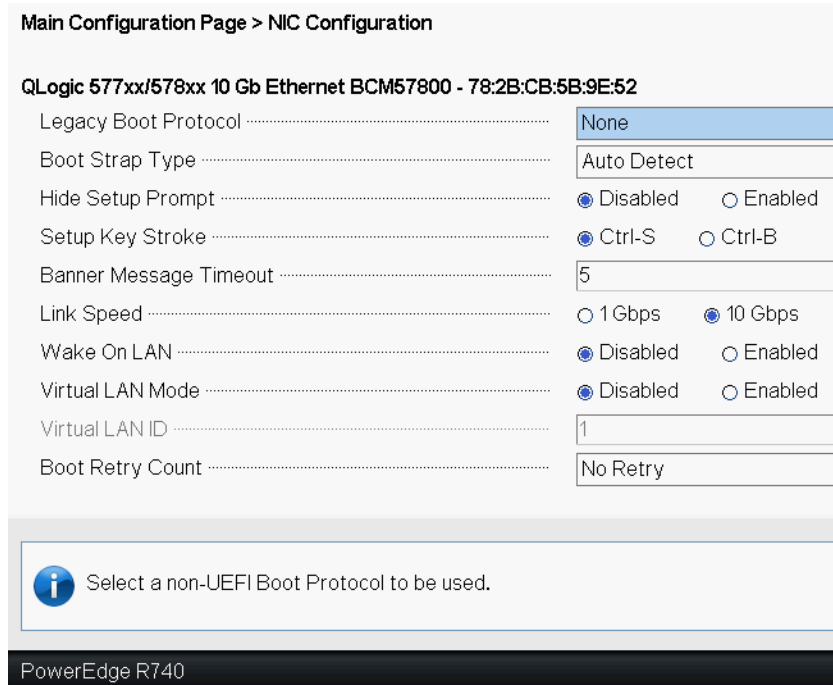 Main Configuration Page > NIC Configuration
QLogic 577xx/578xx 10 Gb Ethernet BCM57800 - 78:2B:CB:5B:9E:52
Legacy Boot Protocol None
Boot Strap Type Auto Detect
Hide Setup Prompt Disabled Enabled
Setup Key Stroke Ctrl-S Ctrl-B
Banner Message Timeout 5
Link Speed 1 Gbps 10 Gbps
Wake On LAN Disabled Enabled
Virtual LAN Mode Disabled Enabled
Virtual LAN ID 1
Boot Retry Count No Retry
Select a non-UEFI Boot Protocol to be used.
PowerEdge R740